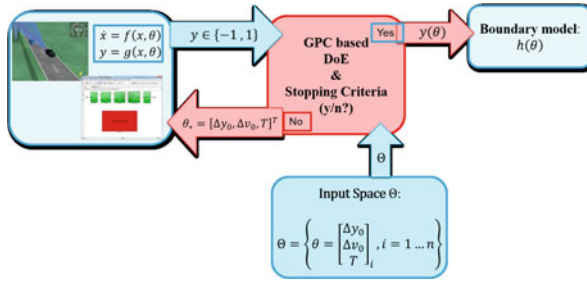 ẋ = f(x, θ)
y = g(x, θ)
y ∈ {−1 , 1}
GPC based
DoE
&
Stopping Criteria
(y/n?)
Yes
y(θ)
Boundary model:
h(θ)
No
θ* = [Δy₀, Δv₀, T]ᵀ
Θ
Input Space Θ:
Θ = { θ = [ Δy₀
Δv₀
T ]ᵢ , i = 1 … n }